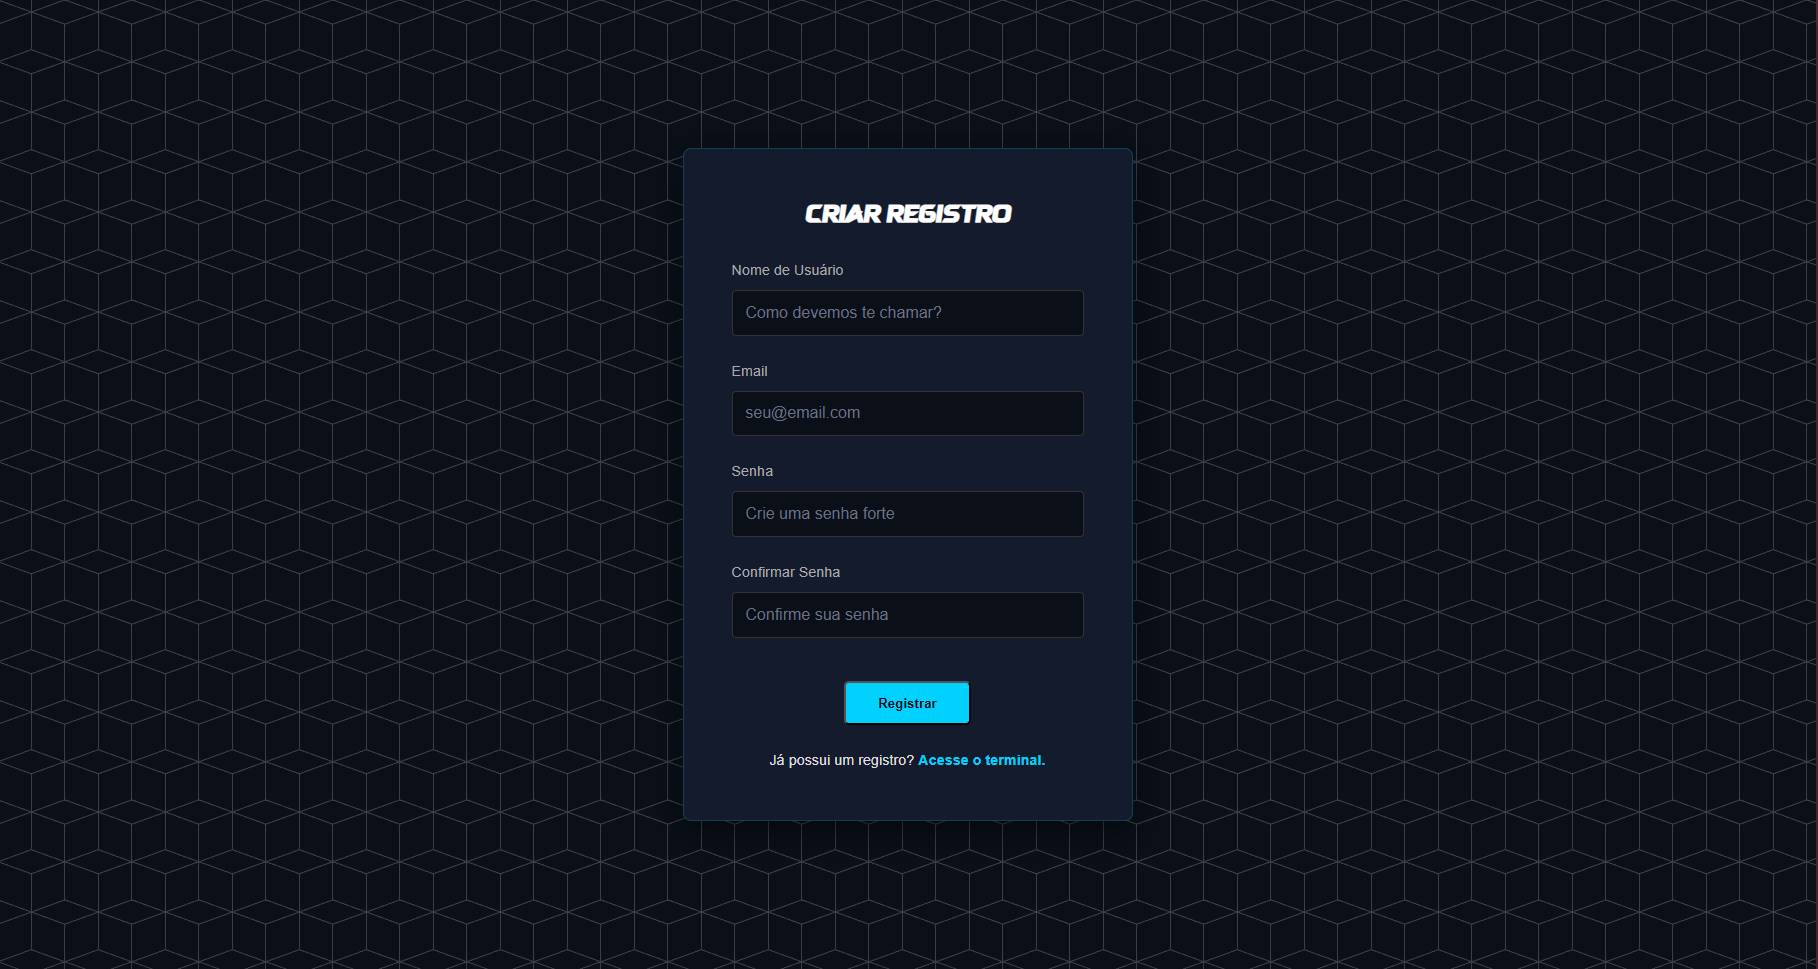 CRIAR REGISTRO
Nome de Usuário
Como devemos te chamar?
Email
seu@email.com
Senha
Crie uma senha forte
Confirmar Senha
Confirme sua senha
Registrar
Já possui um registro? Acesse o terminal.